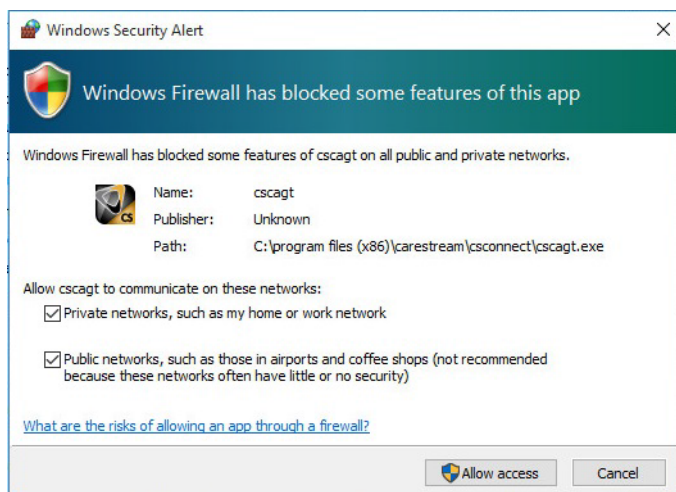 Windows Security Alert
Windows Firewall has blocked some features of this app
Windows Firewall has blocked some features of cscagt on all public and private networks.
CS
Name: cscagt
Publisher: Unknown
Path: C:\program files (x86)\carestream\csconnect\cscagt.exe
Allow cscagt to communicate on these networks:
Private networks, such as my home or work network
Public networks, such as those in airports and coffee shops (not recommended
because these networks often have little or no security)
What are the risks of allowing an app through a firewall?
Allow access Cancel